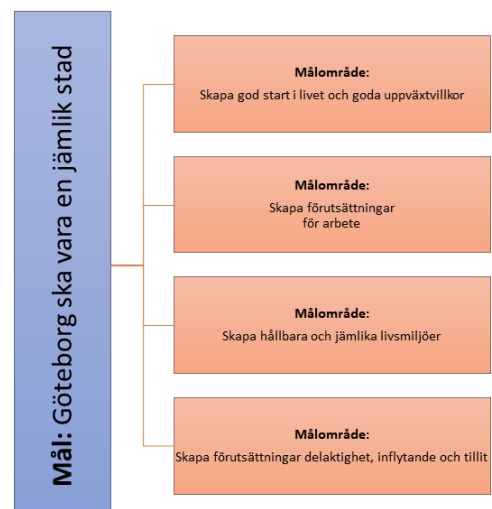 Mål: Göteborg ska vara en jämlik stad
Målområde:
Skapa god start i livet och goda uppväxtvillkor
Målområde:
Skapa förutsättningar
för arbete
Målområde:
Skapa hållbara och jämlika livsmiljöer
Målområde:
Skapa förutsättningar delaktighet, inflytande och tillit